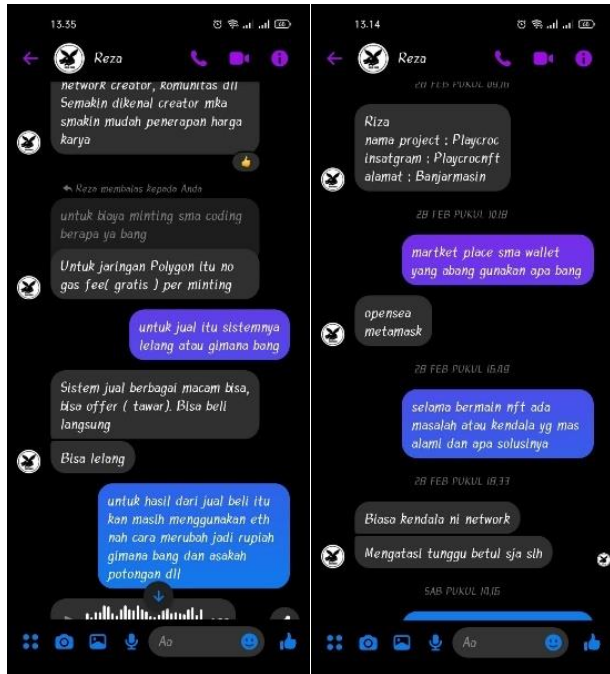 13.35
Reza
network creator, komunitas dll
Semakin dikenal creator mka
smakin mudah penerapan harga
karya
Reza membalas kepada Anda
untuk biaya minting sma coding
berapa ya bang
Untuk jaringan Polygon itu no
gas fee( gratis ) per minting
untuk jual itu sistemnya
lelang atau gimana bang
Sistem jual berbagai macam bisa,
bisa offer ( tawar). Bisa beli
langsung
Bisa lelang
untuk hasil dari jual beli itu
kan masih menggunakan eth
nah cara merubah jadi rupiah
gimana bang dan asakah
potongan dll
Aa
13.14
Reza
28 FEB PUKUL 09.16
Riza
nama project : Playcroc
insatgram : Playcrocnft
alamat : Banjarmasin
28 FEB PUKUL 10.18
martket place sma wallet
yang abang gunakan apa bang
opensea
metamask
28 FEB PUKUL 15.49
selama bermain nft ada
masalah atau kendala yg mas
alami dan apa solusinya
28 FEB PUKUL 19.33
Biasa kendala ni network
Mengatasi tunggu betul sja sih
SAB PUKUL 10.15
Aa